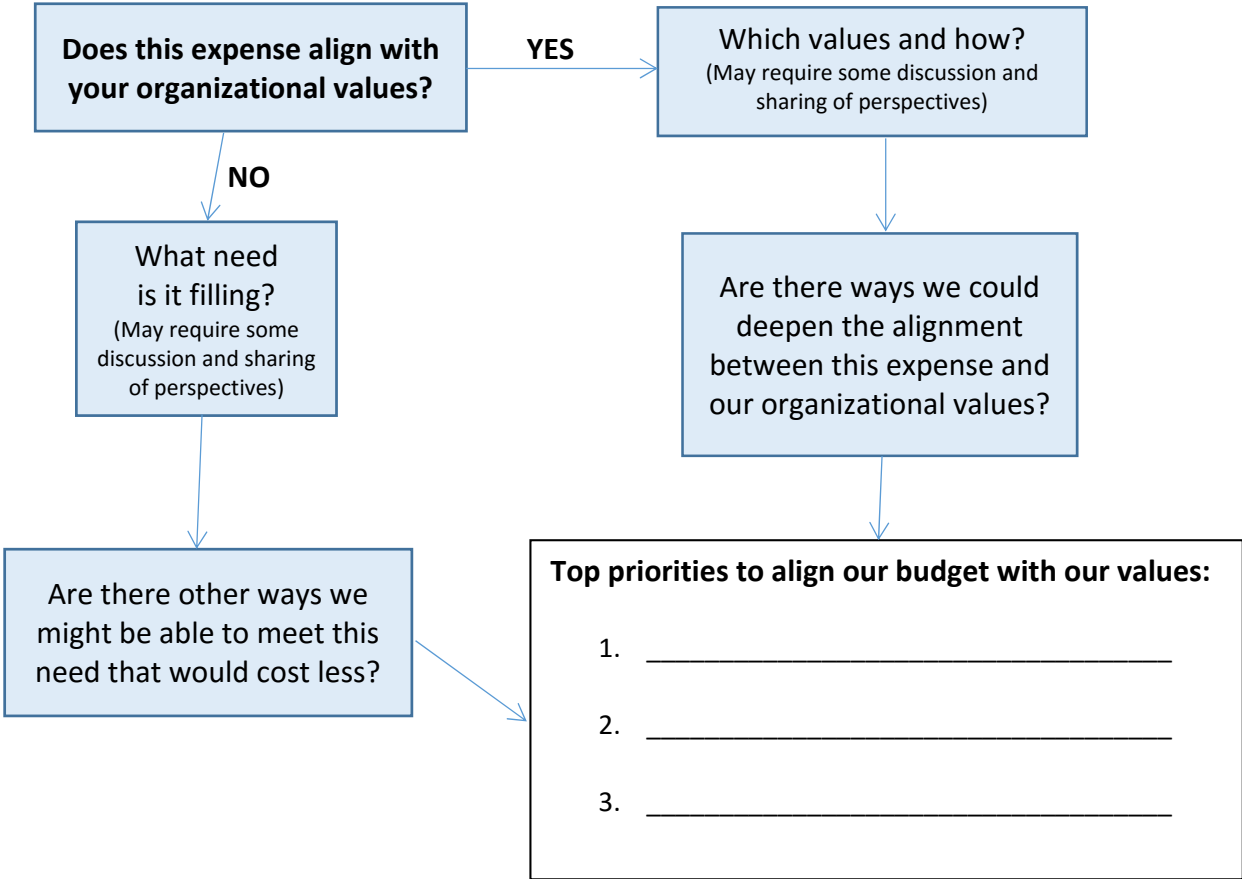 Does this expense align with
your organizational values?
YES
Which values and how?
(May require some discussion and
sharing of perspectives)
NO
What need
is it filling?
(May require some
discussion and sharing
of perspectives)
Are there ways we could
deepen the alignment
between this expense and
our organizational values?
Are there other ways we
might be able to meet this
need that would cost less?
Top priorities to align our budget with our values:
1. ___________________________________
2. ___________________________________
3. ___________________________________